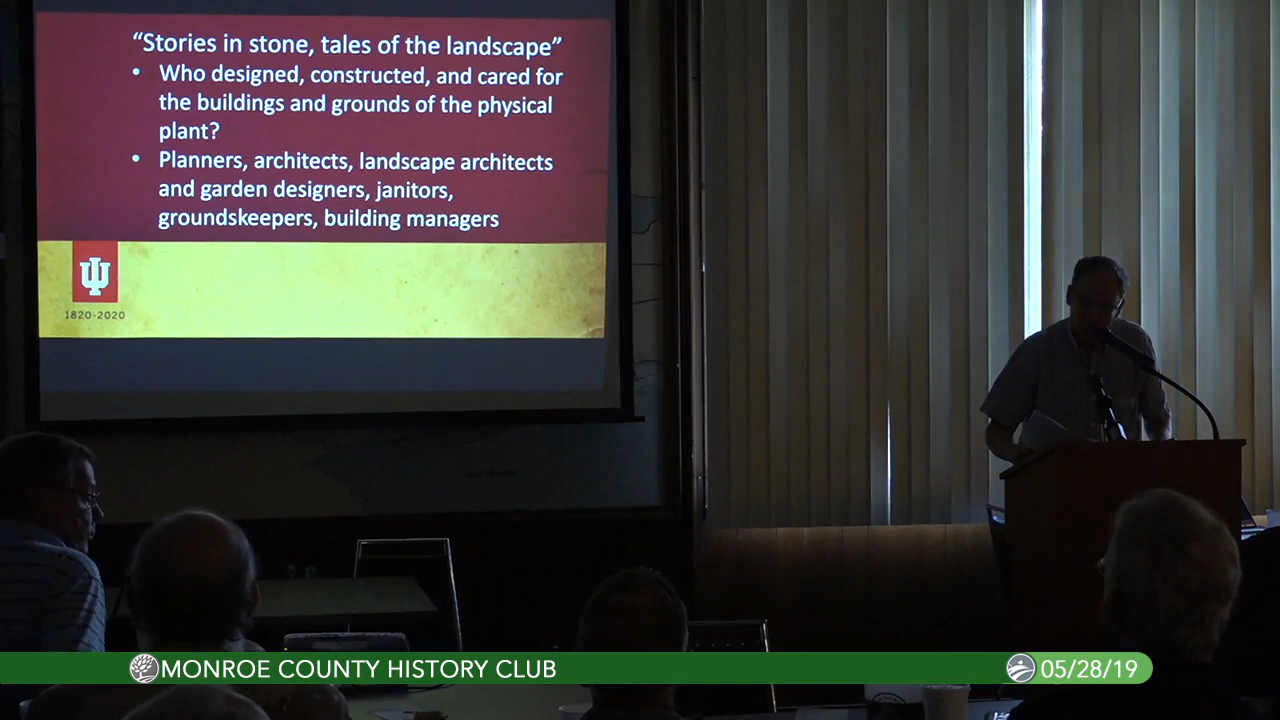 “Stories in stone, tales of the landscape”
• Who designed, constructed, and cared for
the buildings and grounds of the physical
plant?
• Planners, architects, landscape architects
and garden designers, janitors,
groundskeepers, building managers
1820-2020
MONROE COUNTY HISTORY CLUB
05/28/19